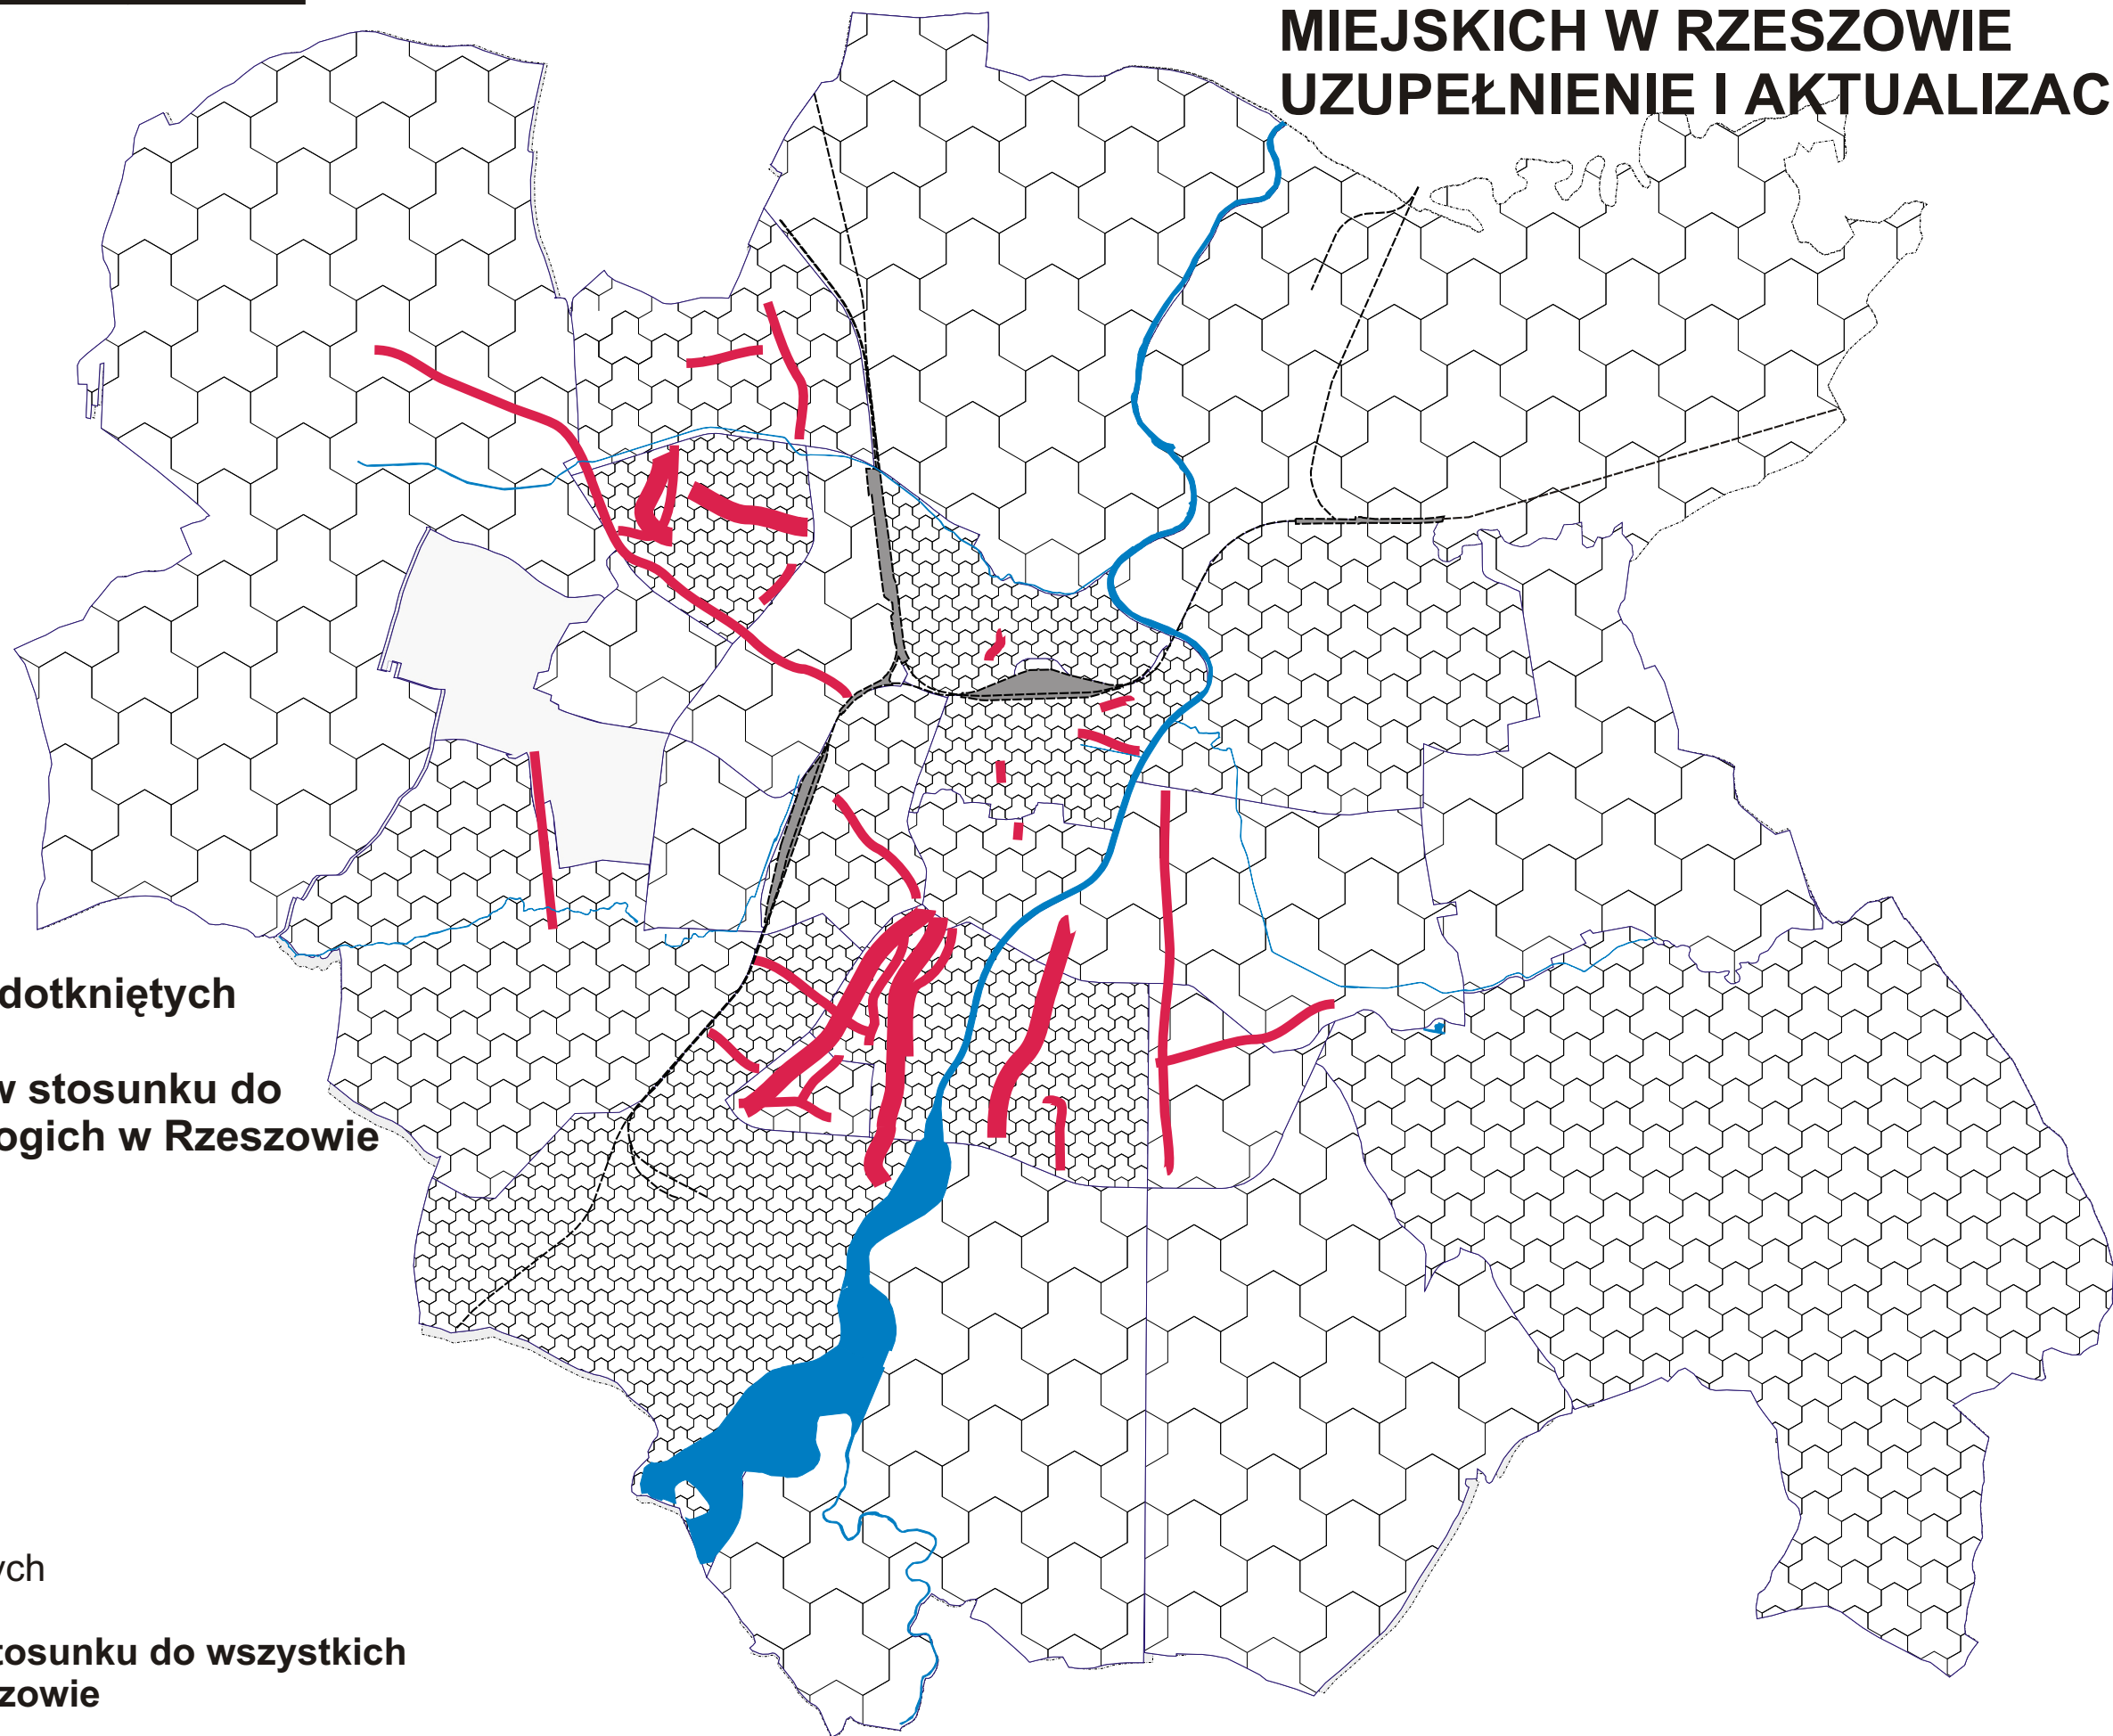 MIEJSKICH W RZESZOWIE
UZUPEŁNIENIE I AKTUALIZAC
dotkniętych
w stosunku do
ogich w Rzeszowie
ych
tosunku do wszystkich
zowie